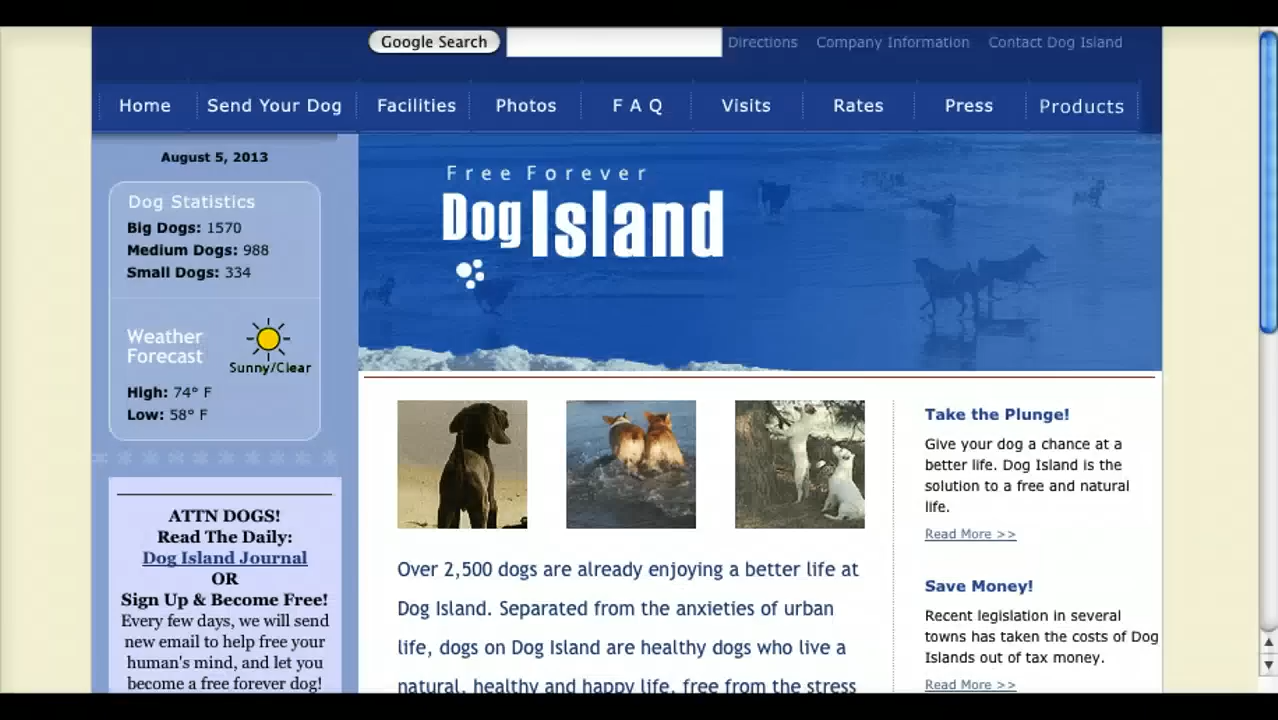 Google Search
Directions
Company Information
Contact Dog Island
Home
Send Your Dog
Facilities
Photos
F A Q
Visits
Rates
Press
Products
August 5, 2013
Dog Statistics
Big Dogs: 1570
Medium Dogs: 988
Small Dogs: 334
Weather
Forecast
Sunny/Clear
High: 74° F
Low: 58° F
ATTN DOGS!
Read The Daily:
Dog Island Journal
OR
Sign Up & Become Free!
Every few days, we will send
new email to help free your
human's mind, and let you
become a free forever dog!
Free Forever
Dog Island
Over 2,500 dogs are already enjoying a better life at
Dog Island. Separated from the anxieties of urban
life, dogs on Dog Island are healthy dogs who live a
natural, healthy and happy life, free from the stress
Take the Plunge!
Give your dog a chance at a
better life. Dog Island is the
solution to a free and natural
life.
Read More >>
Save Money!
Recent legislation in several
towns has taken the costs of Dog
Islands out of tax money.
Read More >>